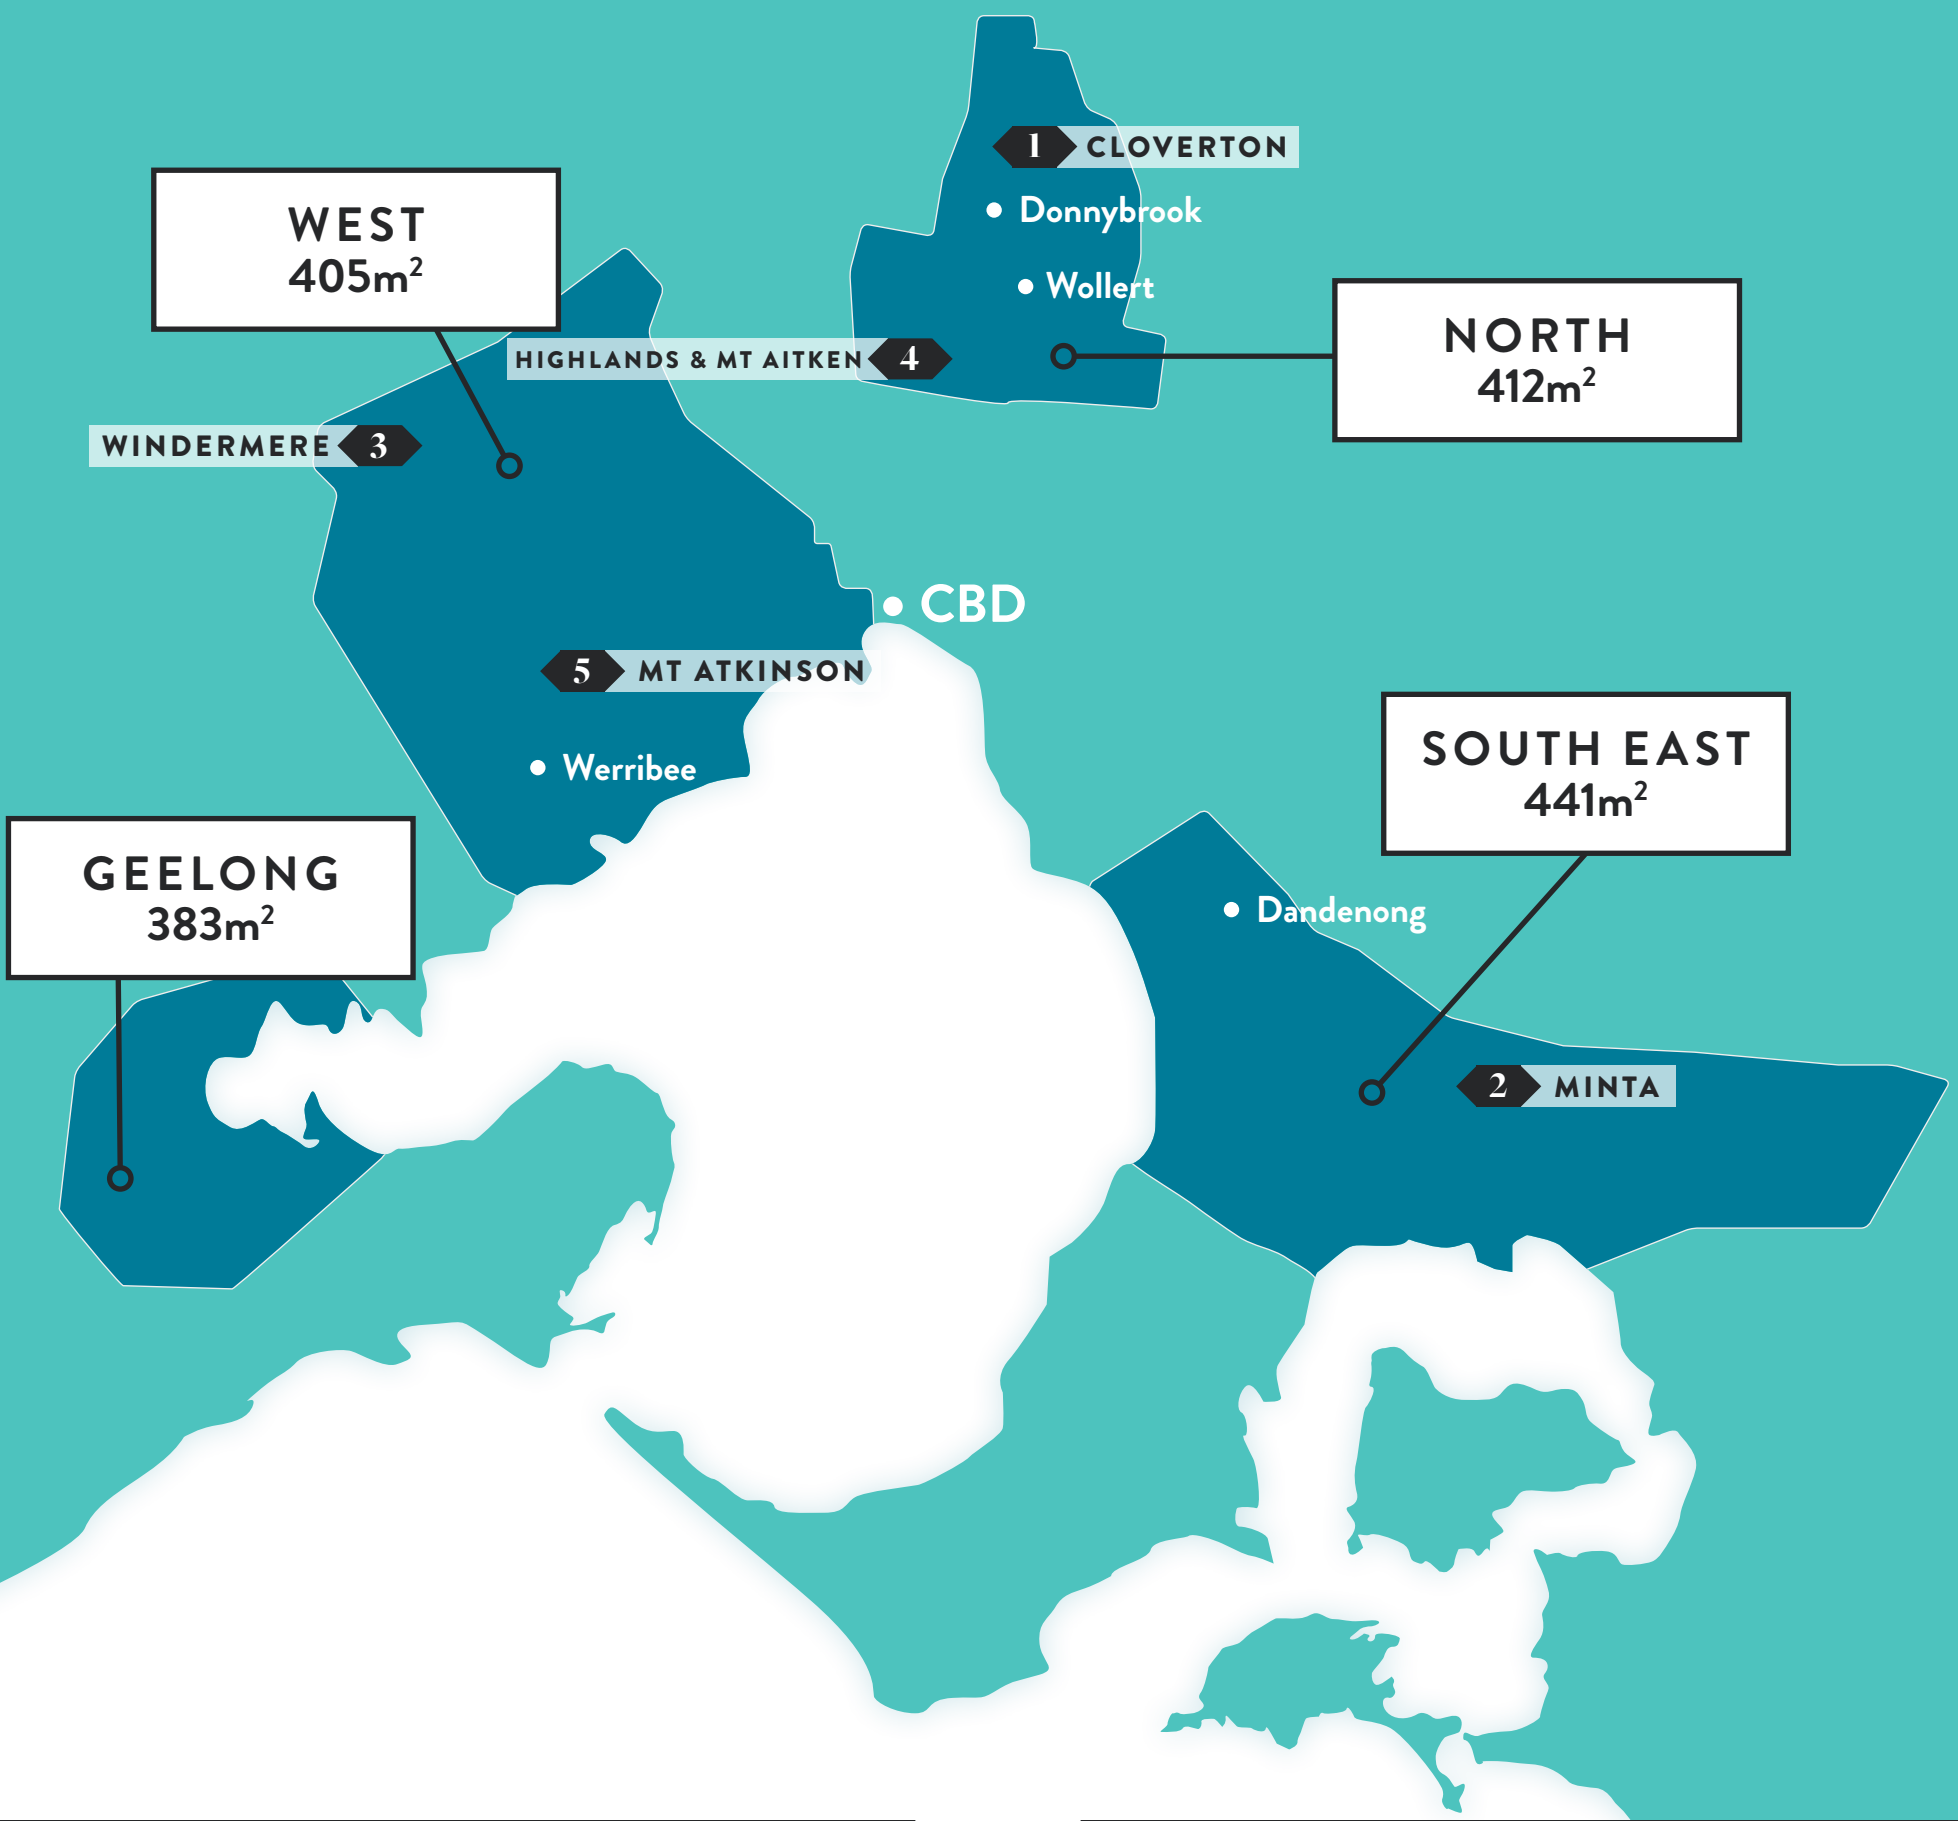 1 CLOVERTON
Donnybrook
Wollert
WEST
405m²
NORTH
412m²
HIGHLANDS & MT AITKEN 4
WINDERMERE 3
CBD
5 MT ATKINSON
Werribee
SOUTH EAST
441m²
GEELONG
383m²
Dandenong
2 MINTA